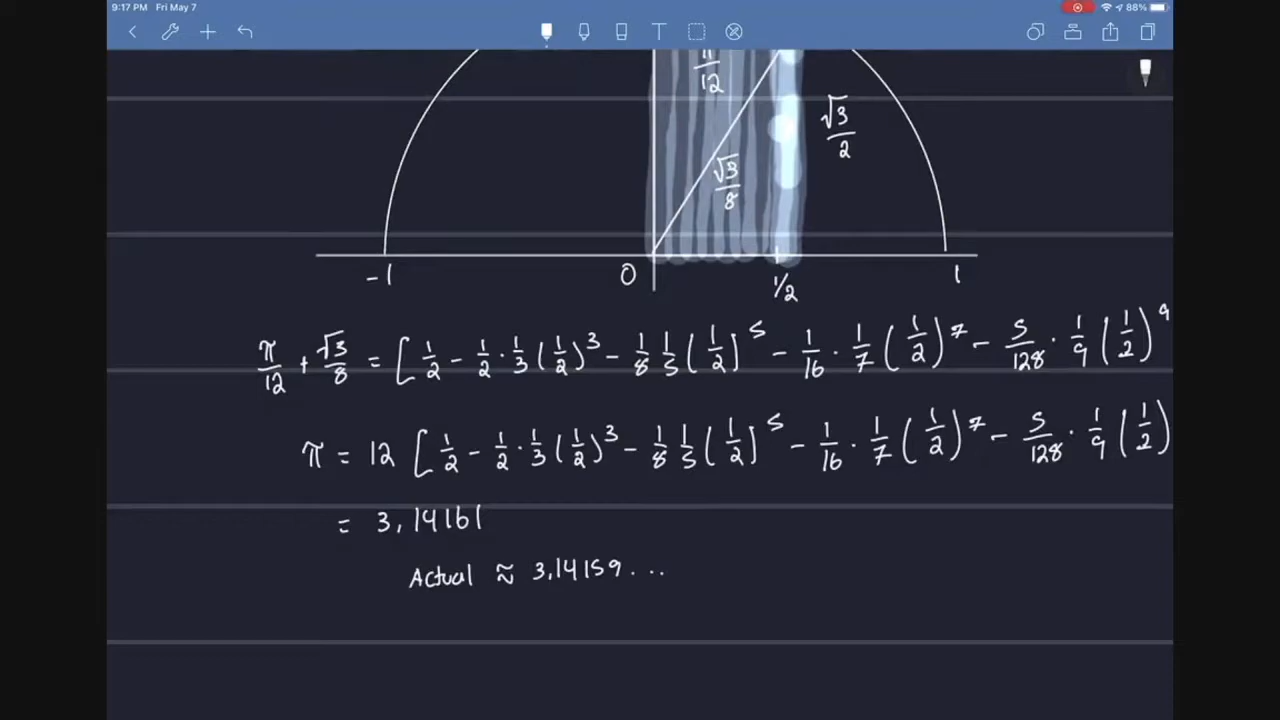 9:17 PM Fri May 7
88%
T
π/12
√3/2
√3/8
-1 0 1/2 1
π/12 + √3/8 = [ 1/2 - 1/2 · 1/3 (1/2)^3 - 1/8 1/5 (1/2)^5 - 1/16 · 1/7 (1/2)^7 - 5/128 · 1/9 (1/2)^9
π = 12 [ 1/2 - 1/2 · 1/3 (1/2)^3 - 1/8 1/5 (1/2)^5 - 1/16 · 1/7 (1/2)^7 - 5/128 · 1/9 (1/2)
= 3.14161
Actual ≈ 3.14159...